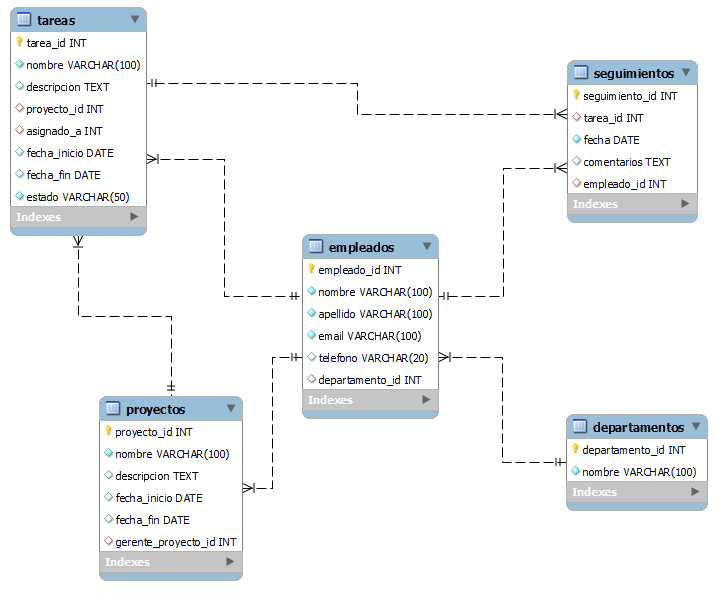 tareas
tarea_id INT
nombre VARCHAR(100)
descripcion TEXT
proyecto_id INT
asignado_a INT
fecha_inicio DATE
fecha_fin DATE
estado VARCHAR(50)
Indexes
seguimientos
seguimiento_id INT
tarea_id INT
fecha DATE
comentarios TEXT
empleado_id INT
Indexes
empleados
empleado_id INT
nombre VARCHAR(100)
apellido VARCHAR(100)
email VARCHAR(100)
telefono VARCHAR(20)
departamento_id INT
Indexes
proyectos
proyecto_id INT
nombre VARCHAR(100)
descripcion TEXT
fecha_inicio DATE
fecha_fin DATE
gerente_proyecto_id INT
Indexes
departamentos
departamento_id INT
nombre VARCHAR(100)
Indexes